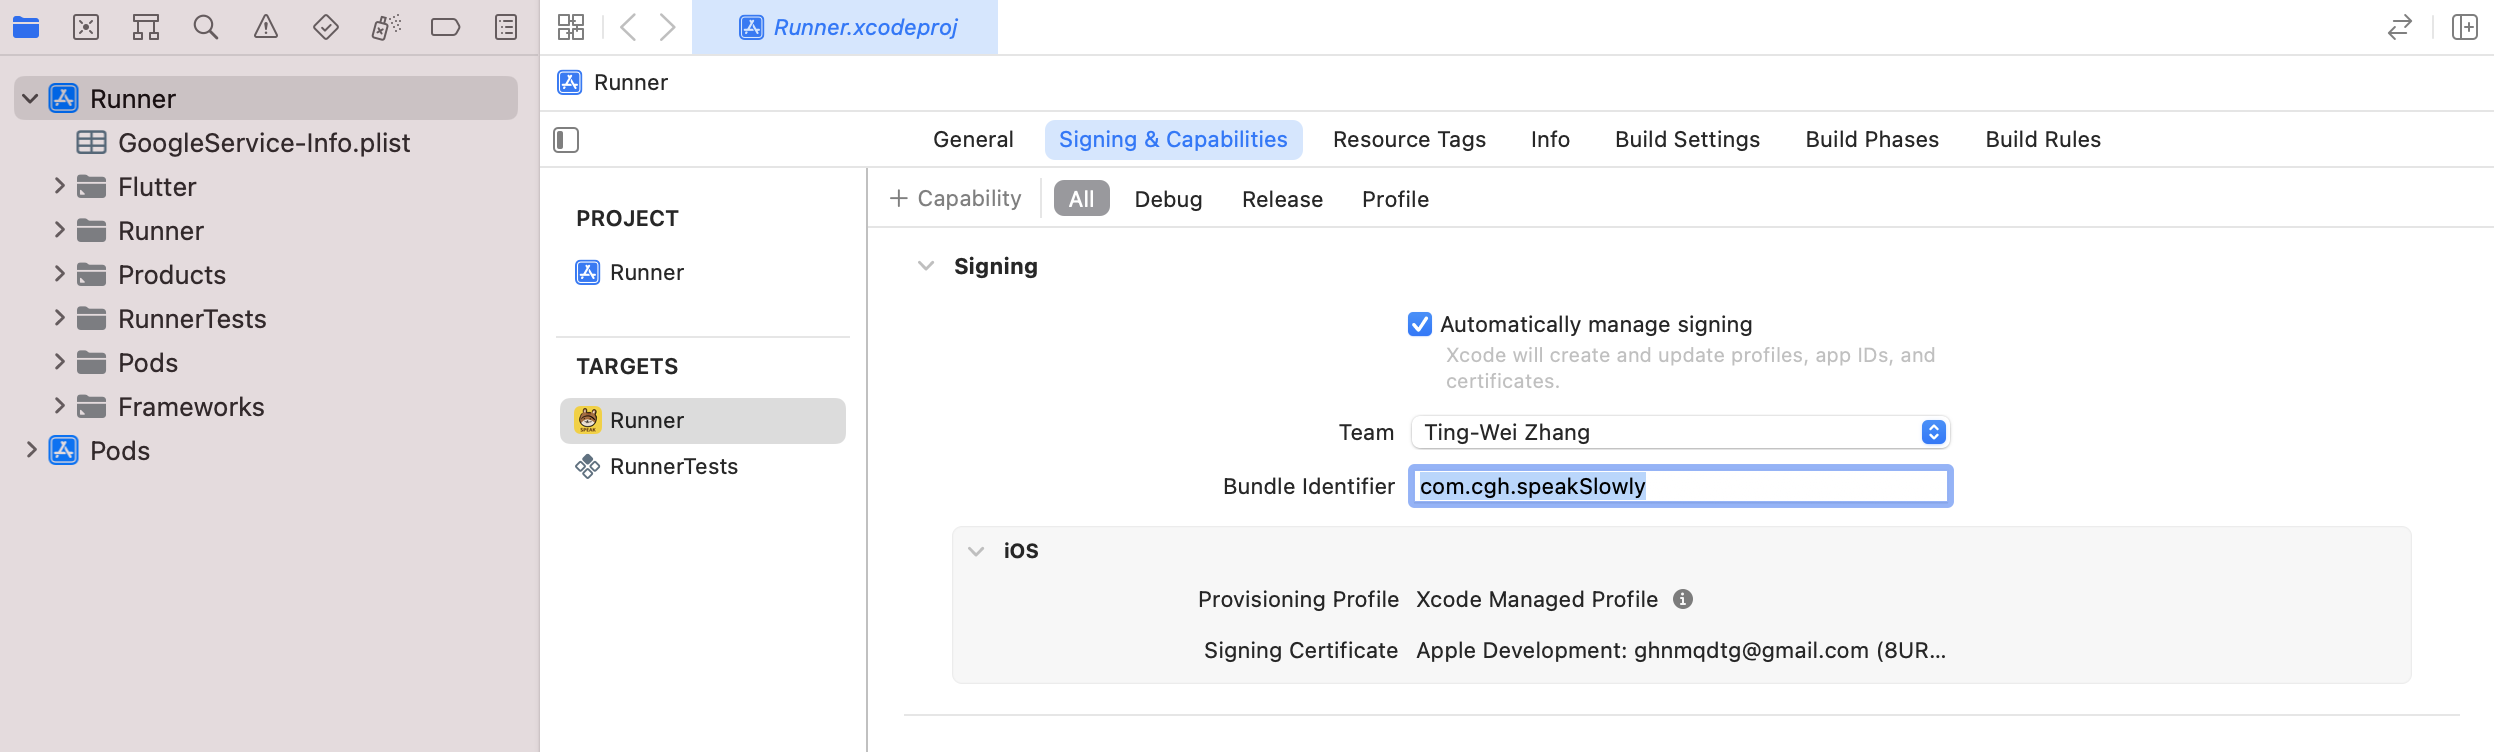 Runner.xcodeproj
Runner
GoogleService-Info.plist
Flutter
Runner
Products
RunnerTests
Pods
Frameworks
Pods
Runner
General Signing & Capabilities Resource Tags Info Build Settings Build Phases Build Rules
PROJECT
Runner
TARGETS
Runner
RunnerTests
+ Capability All Debug Release Profile
Signing
Automatically manage signing
Xcode will create and update profiles, app IDs, and
certificates.
Team Ting-Wei Zhang
Bundle Identifier com.cgh.speakSlowly
iOS
Provisioning Profile Xcode Managed Profile
Signing Certificate Apple Development: ghnmqdtg@gmail.com (8UR...